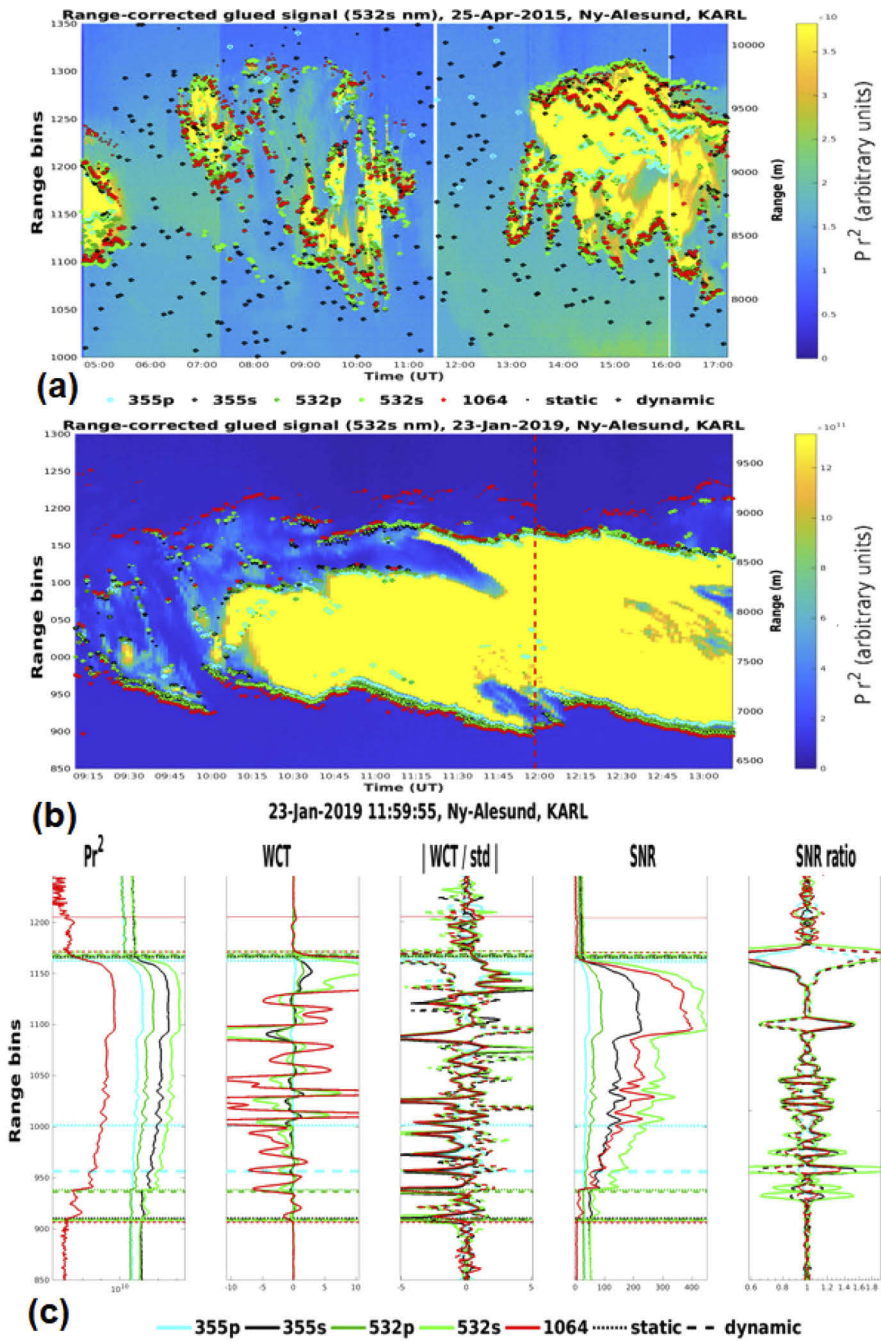 Range-corrected glued signal (532s nm), 25-Apr-2015, Ny-Alesund, KARL
1350
1300
1250
1200
1150
1100
1050
1000
Range bins
05:00 06:00 07:00 08:00 09:00 10:00 11:00 12:00 13:00 14:00 15:00 16:00 17:00
Time (UT)
10000
9500
9000
8500
8000
Range (m)
×10
3.5
3
2.5
2
1.5
1
0.5
0
P r² (arbitrary units)
(a)
355p 355s 532p 532s 1064 static dynamic
Range-corrected glued signal (532s nm), 23-Jan-2019, Ny-Alesund, KARL
1300
1250
1200
150
100
050
000
950
900
850
Range bins
09:15 09:30 09:45 10:00 10:15 10:30 10:45 11:00 11:15 11:30 11:45 12:00 12:15 12:30 12:45 13:00
Time (UT)
9500
9000
8500
8000
7500
7000
6500
Range (m)
×10¹¹
12
10
8
6
4
2
0
P r² (arbitrary units)
(b)
23-Jan-2019 11:59:55, Ny-Alesund, KARL
Pr² WCT | WCT / std | SNR SNR ratio
1200
1150
1100
1050
1000
950
900
850
Range bins
10¹⁰
-10 -5 0 5 10
-5 0 5
0 100 200 300 400
0.6 0.8 1 1.2 1.4 1.6 1.8
(c)
355p 355s 532p 532s 1064 static dynamic